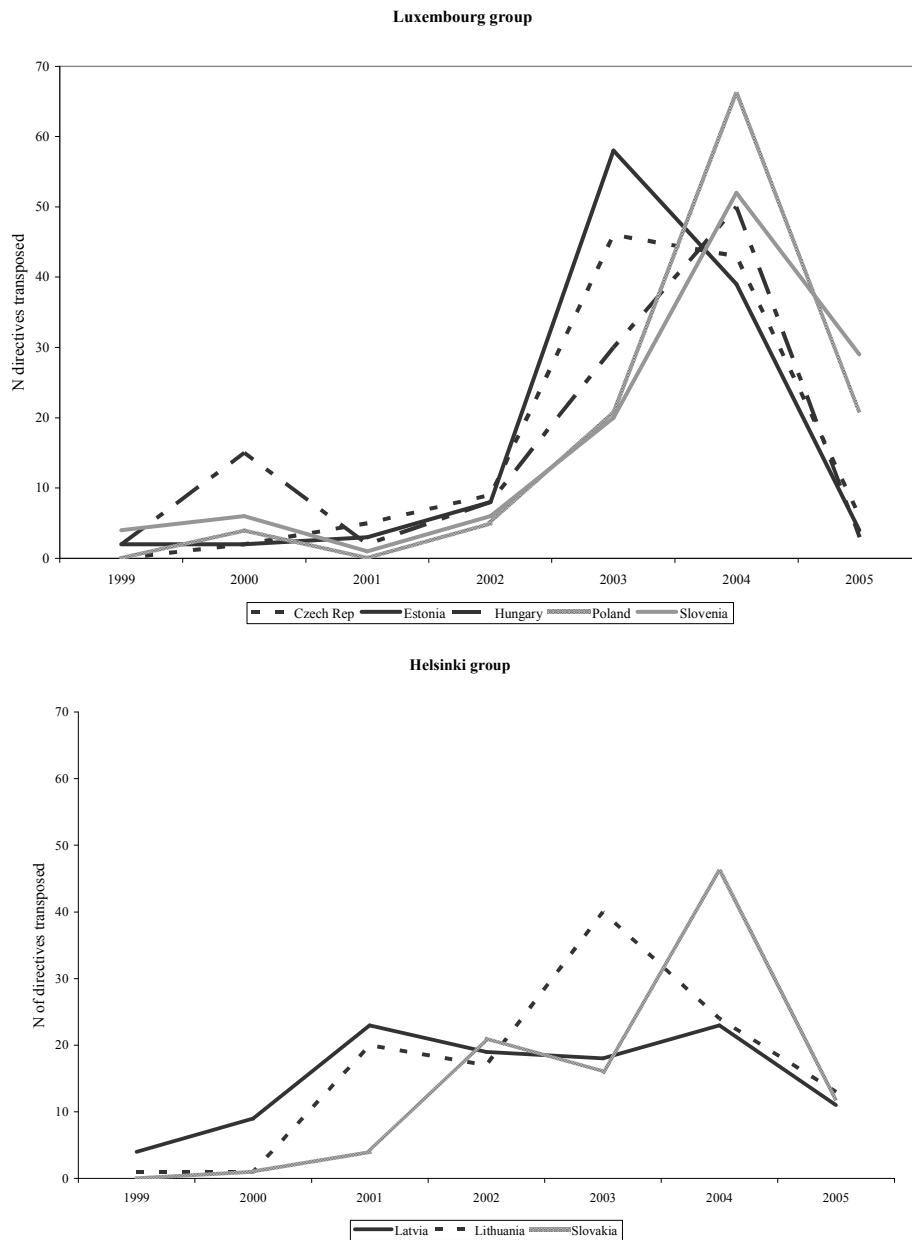 Luxembourg group
70
60
50
40
30
20
10
0
N directives transposed
1999 2000 2001 2002 2003 2004 2005
Czech Rep Estonia Hungary Poland Slovenia
Helsinki group
70
60
50
40
30
20
10
0
N of directives transposed
1999 2000 2001 2002 2003 2004 2005
Latvia Lithuania Slovakia